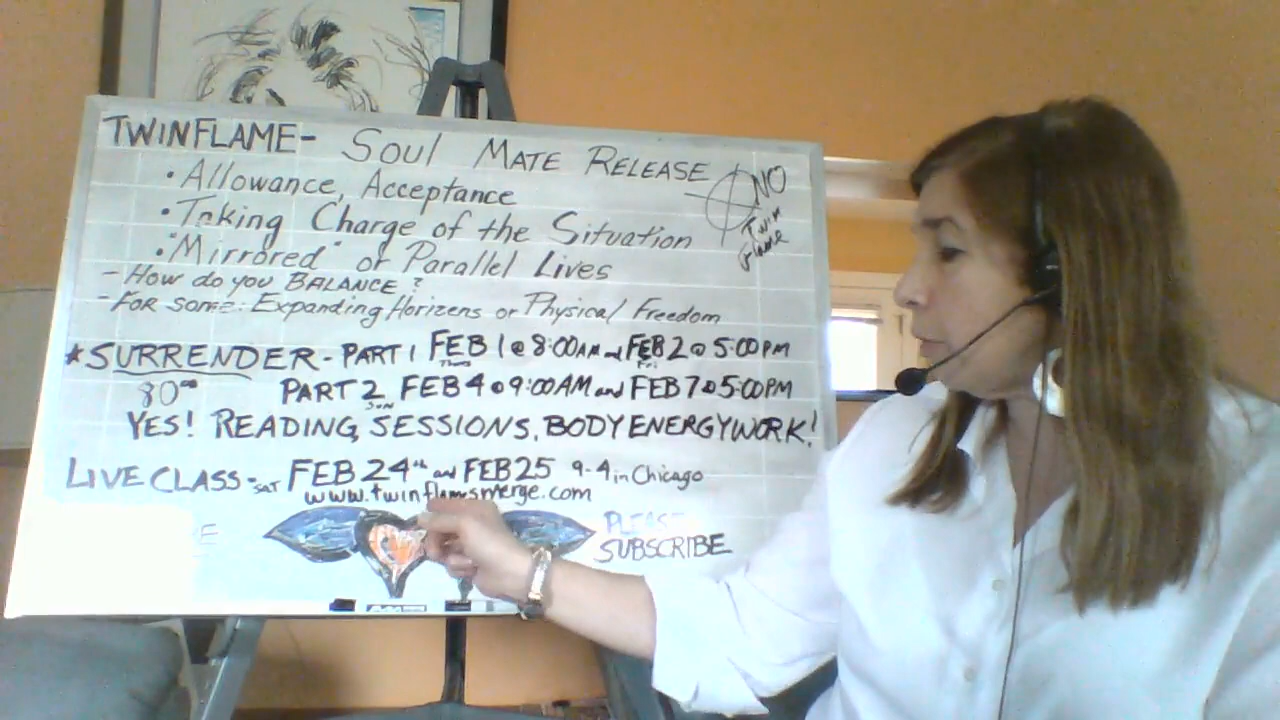 TWINFLAME- SOUL MATE RELEASE
• Allowance, Acceptance
NO
• Taking Charge of the Situation
Twin
Flame
• "Mirrored" or Parallel Lives
- HOW do you BALANCE?
- FOR some: Expanding Horizens or Physical Freedom
* SURRENDER - PART 1 FEB 1 @ 8:00AM and FEB 2 @ 5:00PM
Thurs Fri
80⁰⁰ PART 2 FEB 4 @ 9:00AM and FEB 7 @ 5:00PM
SUN
YES! READING, SESSIONS, BODY ENERGYWORK!
LIVE CLASS - SAT FEB 24th and FEB 25 9-4 in Chicago
www.twinflamesmerge.com
PLEASE
SUBSCRIBE